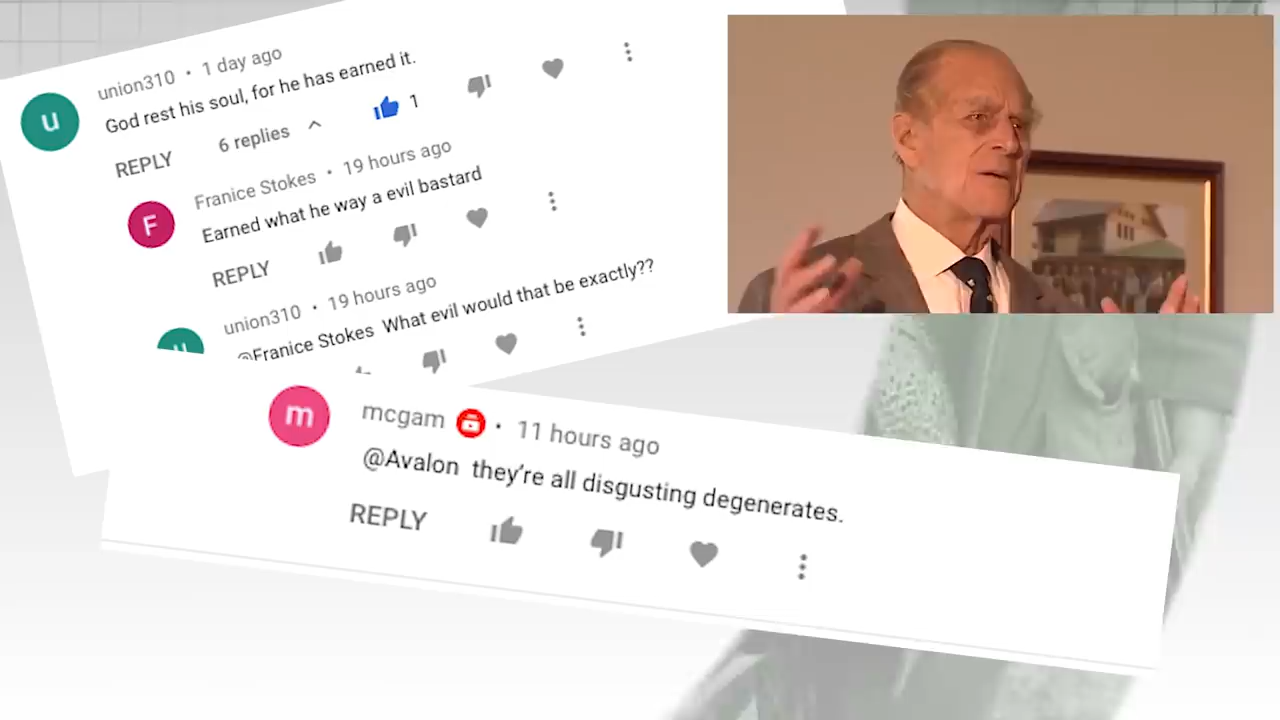 union310 • 1 day ago
God rest his soul, for he has earned it.
REPLY 6 replies 1
F
Franice Stokes • 19 hours ago
Earned what he way a evil bastard
REPLY
u
union310 • 19 hours ago
@Franice Stokes What evil would that be exactly??
m
mcgam • 11 hours ago
@Avalon they're all disgusting degenerates.
REPLY